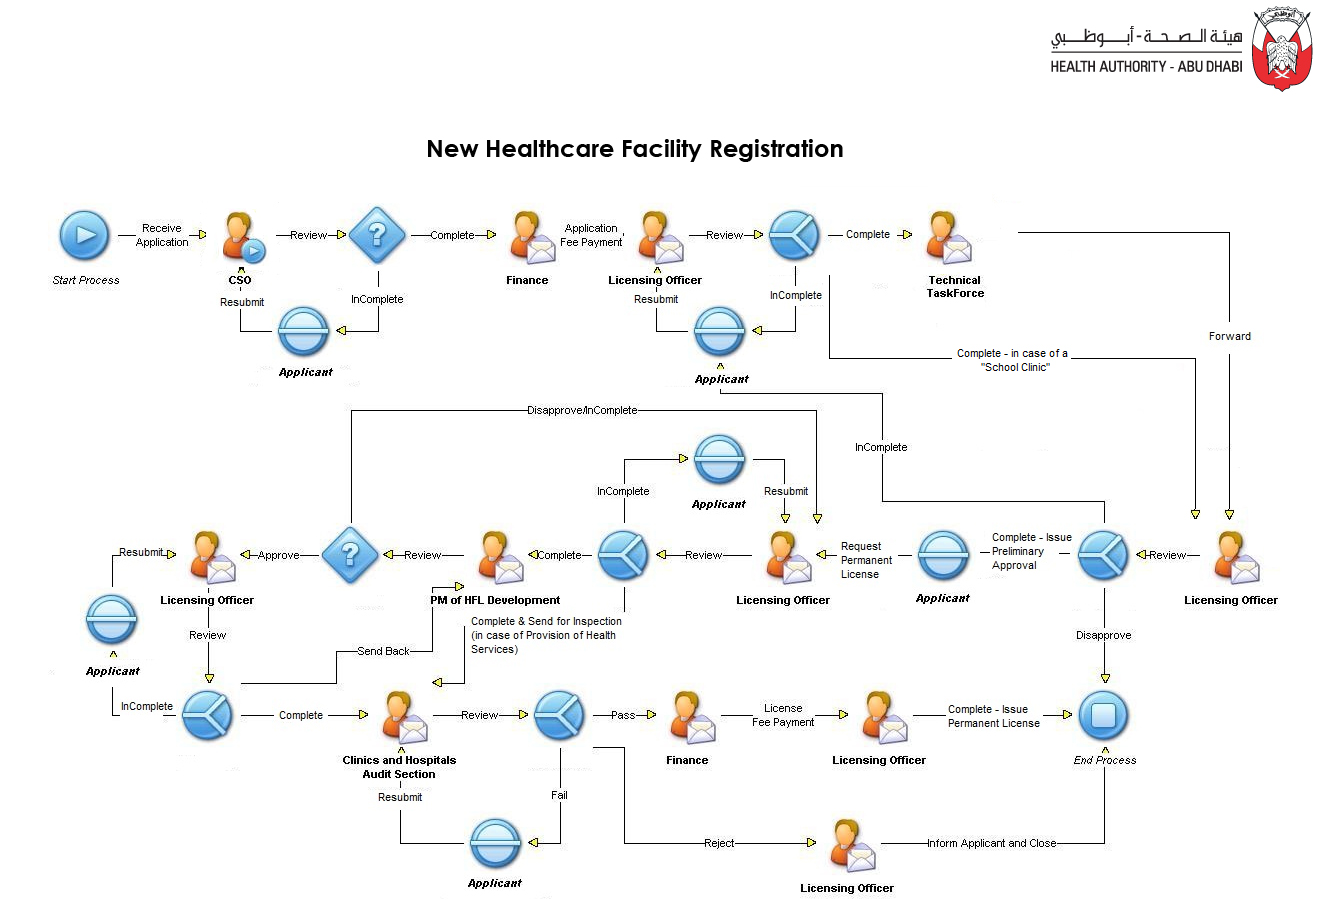 هيئة الـصـحـة - أبــوظــبـي
HEALTH AUTHORITY - ABU DHABI
New Healthcare Facility Registration
Receive
Application
Review
Complete
Application
Fee Payment
Review
Complete
Start Process
CSO
Finance
Licensing Officer
Technical
TaskForce
Resubmit
InComplete
Resubmit
InComplete
Forward
Applicant
Applicant
Complete - in case of a
"School Clinic"
Disapprove/InComplete
InComplete
InComplete
Resubmit
Applicant
Resubmit
Approve
Review
Complete
Review
Request
Permanent
License
Complete - Issue
Preliminary
Approval
Review
Licensing Officer
PM of HFL Development
Licensing Officer
Applicant
Licensing Officer
Review
Complete & Send for Inspection
(in case of Provision of Health
Services)
Disapprove
Send Back
Applicant
InComplete
Complete
Review
Pass
License
Fee Payment
Complete - Issue
Permanent License
Clinics and Hospitals
Audit Section
Finance
Licensing Officer
End Process
Resubmit
Fail
Reject
Inform Applicant and Close
Applicant
Licensing Officer